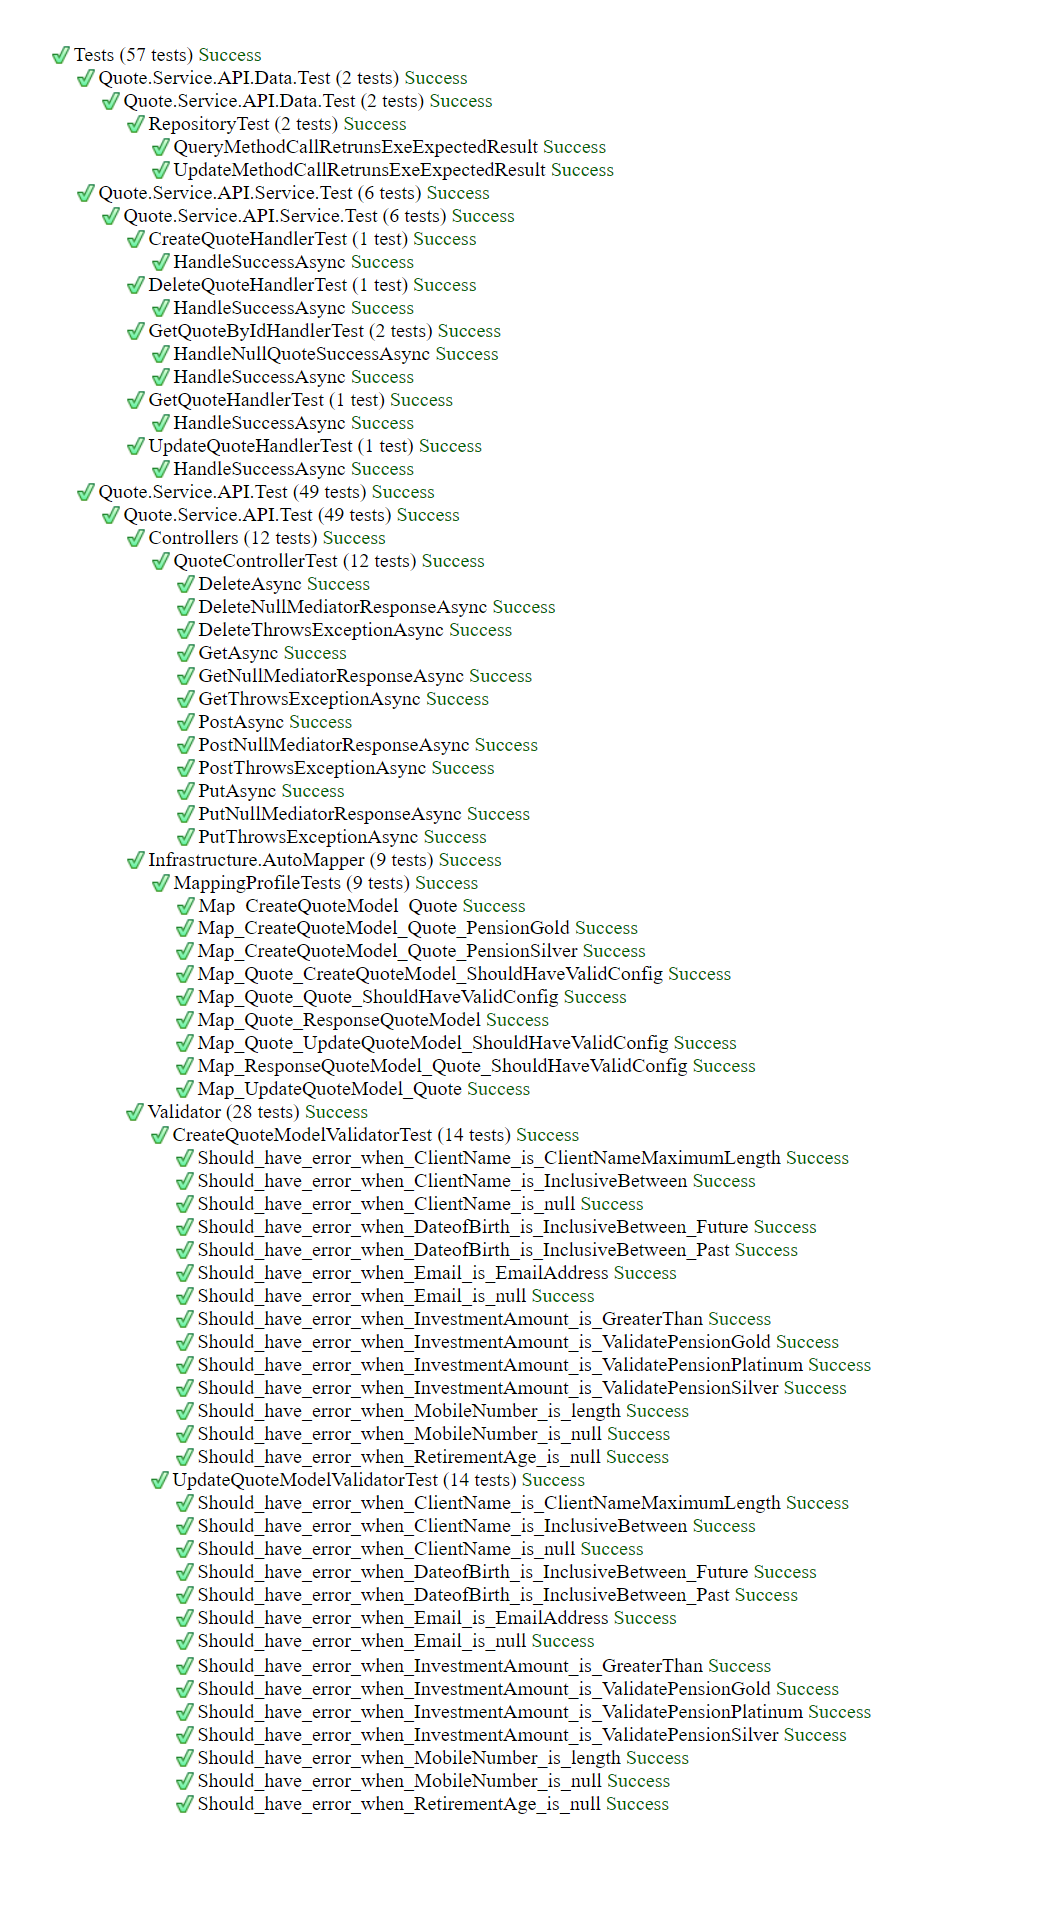 Tests (57 tests) Success
Quote.Service.API.Data.Test (2 tests) Success
Quote.Service.API.Data.Test (2 tests) Success
RepositoryTest (2 tests) Success
QueryMethodCallRetrunsExeExpectedResult Success
UpdateMethodCallRetrunsExeExpectedResult Success
Quote.Service.API.Service.Test (6 tests) Success
Quote.Service.API.Service.Test (6 tests) Success
CreateQuoteHandlerTest (1 test) Success
HandleSuccessAsync Success
DeleteQuoteHandlerTest (1 test) Success
HandleSuccessAsync Success
GetQuoteByIdHandlerTest (2 tests) Success
HandleNullQuoteSuccessAsync Success
HandleSuccessAsync Success
GetQuoteHandlerTest (1 test) Success
HandleSuccessAsync Success
UpdateQuoteHandlerTest (1 test) Success
HandleSuccessAsync Success
Quote.Service.API.Test (49 tests) Success
Quote.Service.API.Test (49 tests) Success
Controllers (12 tests) Success
QuoteControllerTest (12 tests) Success
DeleteAsync Success
DeleteNullMediatorResponseAsync Success
DeleteThrowsExceptionAsync Success
GetAsync Success
GetNullMediatorResponseAsync Success
GetThrowsExceptionAsync Success
PostAsync Success
PostNullMediatorResponseAsync Success
PostThrowsExceptionAsync Success
PutAsync Success
PutNullMediatorResponseAsync Success
PutThrowsExceptionAsync Success
Infrastructure.AutoMapper (9 tests) Success
MappingProfileTests (9 tests) Success
Map_CreateQuoteModel_Quote Success
Map_CreateQuoteModel_Quote_PensionGold Success
Map_CreateQuoteModel_Quote_PensionSilver Success
Map_Quote_CreateQuoteModel_ShouldHaveValidConfig Success
Map_Quote_Quote_ShouldHaveValidConfig Success
Map_Quote_ResponseQuoteModel Success
Map_Quote_UpdateQuoteModel_ShouldHaveValidConfig Success
Map_ResponseQuoteModel_Quote_ShouldHaveValidConfig Success
Map_UpdateQuoteModel_Quote Success
Validator (28 tests) Success
CreateQuoteModelValidatorTest (14 tests) Success
Should_have_error_when_ClientName_is_ClientNameMaximumLength Success
Should_have_error_when_ClientName_is_InclusiveBetween Success
Should_have_error_when_ClientName_is_null Success
Should_have_error_when_DateofBirth_is_InclusiveBetween_Future Success
Should_have_error_when_DateofBirth_is_InclusiveBetween_Past Success
Should_have_error_when_Email_is_EmailAddress Success
Should_have_error_when_Email_is_null Success
Should_have_error_when_InvestmentAmount_is_GreaterThan Success
Should_have_error_when_InvestmentAmount_is_ValidatePensionGold Success
Should_have_error_when_InvestmentAmount_is_ValidatePensionPlatinum Success
Should_have_error_when_InvestmentAmount_is_ValidatePensionSilver Success
Should_have_error_when_MobileNumber_is_length Success
Should_have_error_when_MobileNumber_is_null Success
Should_have_error_when_RetirementAge_is_null Success
UpdateQuoteModelValidatorTest (14 tests) Success
Should_have_error_when_ClientName_is_ClientNameMaximumLength Success
Should_have_error_when_ClientName_is_InclusiveBetween Success
Should_have_error_when_ClientName_is_null Success
Should_have_error_when_DateofBirth_is_InclusiveBetween_Future Success
Should_have_error_when_DateofBirth_is_InclusiveBetween_Past Success
Should_have_error_when_Email_is_EmailAddress Success
Should_have_error_when_Email_is_null Success
Should_have_error_when_InvestmentAmount_is_GreaterThan Success
Should_have_error_when_InvestmentAmount_is_ValidatePensionGold Success
Should_have_error_when_InvestmentAmount_is_ValidatePensionPlatinum Success
Should_have_error_when_InvestmentAmount_is_ValidatePensionSilver Success
Should_have_error_when_MobileNumber_is_length Success
Should_have_error_when_MobileNumber_is_null Success
Should_have_error_when_RetirementAge_is_null Success